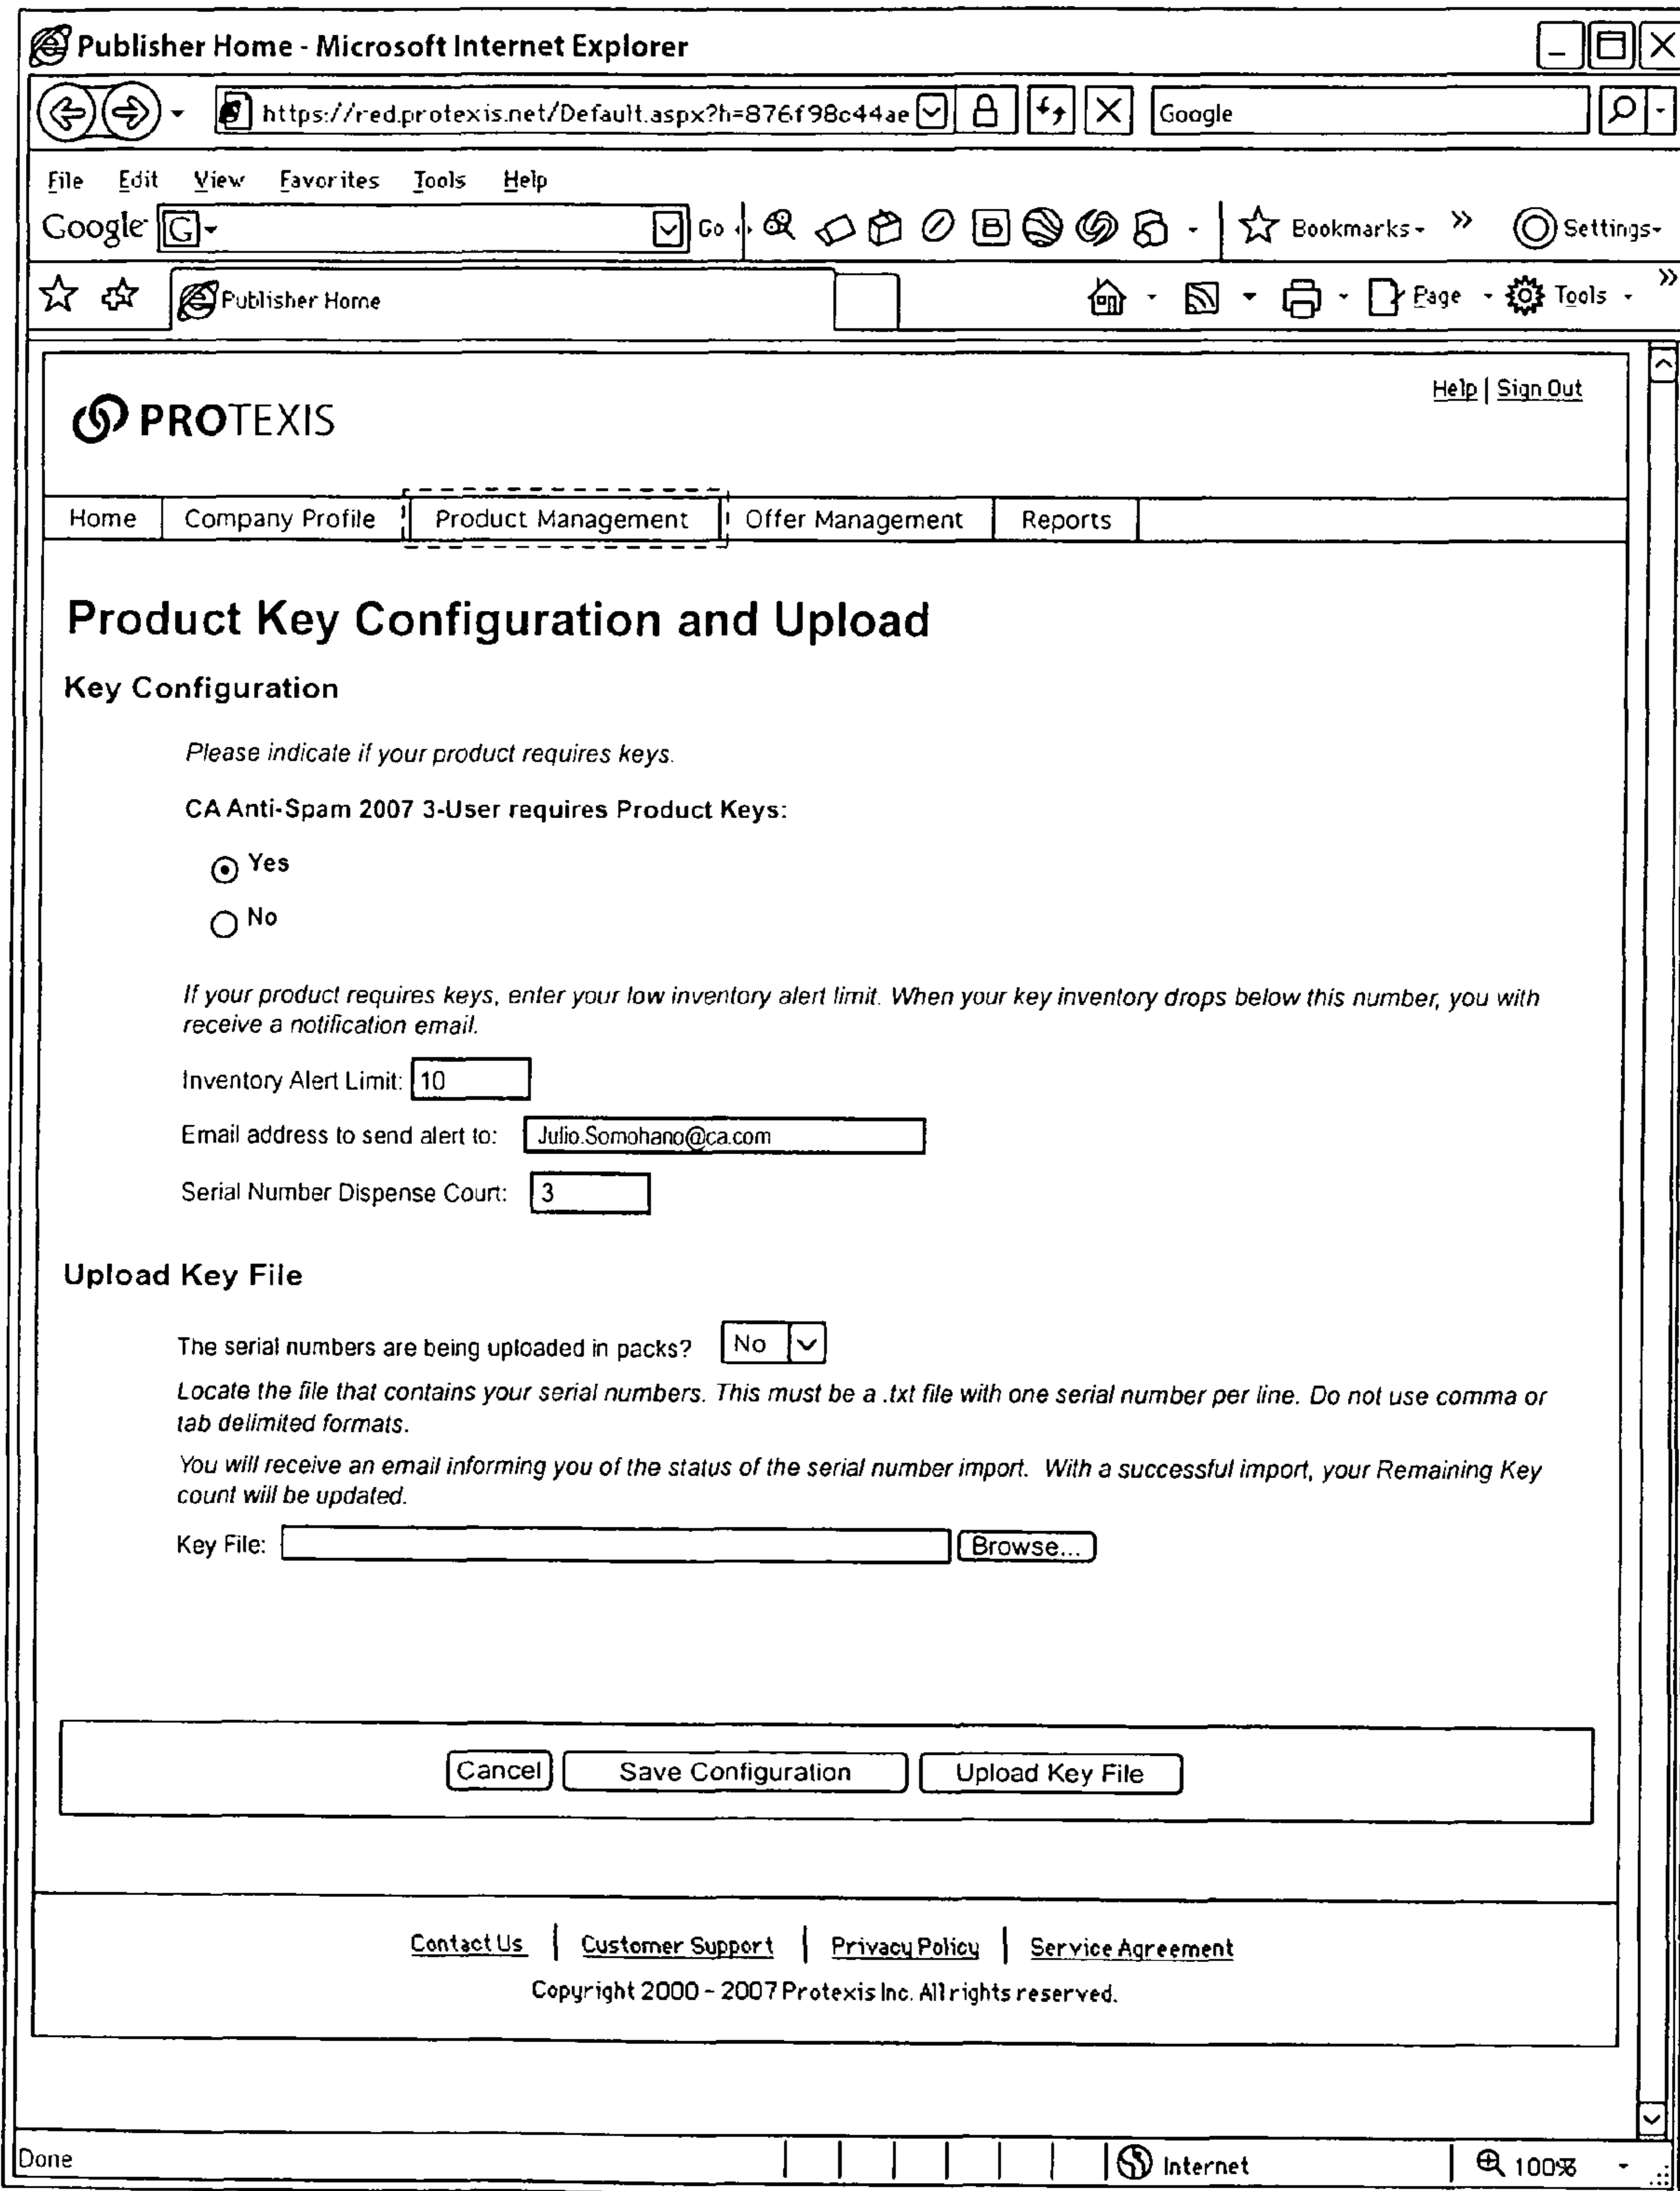 Publisher Home - Microsoft Internet Explorer
https://red.protexis.net/Default.aspx?h=876f98c44ae
Google
File Edit View Favorites Tools Help
Google G Go B Bookmarks Settings
Publisher Home Page Tools
Help | Sign Out
PROTEXIS
Home Company Profile Product Management Offer Management Reports
Product Key Configuration and Upload
Key Configuration
Please indicate if your product requires keys.
CA Anti-Spam 2007 3-User requires Product Keys:
Yes
No
If your product requires keys, enter your low inventory alert limit. When your key inventory drops below this number, you with
receive a notification email.
Inventory Alert Limit: 10
Email address to send alert to: Julio.Somohano@ca.com
Serial Number Dispense Court: 3
Upload Key File
The serial numbers are being uploaded in packs? No
Locate the file that contains your serial numbers. This must be a .txt file with one serial number per line. Do not use comma or
tab delimited formats.
You will receive an email informing you of the status of the serial number import. With a successful import, your Remaining Key
count will be updated.
Key File: Browse...
Cancel Save Configuration Upload Key File
Contact Us | Customer Support | Privacy Policy | Service Agreement
Copyright 2000 - 2007 Protexis Inc. All rights reserved.
Done Internet 100%